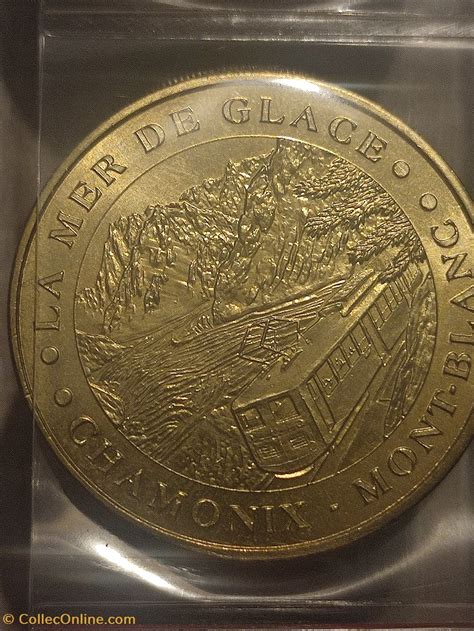 LA MER DE GLACE
CHAMONIX · MONT-BLANC
© CollecOnline.com